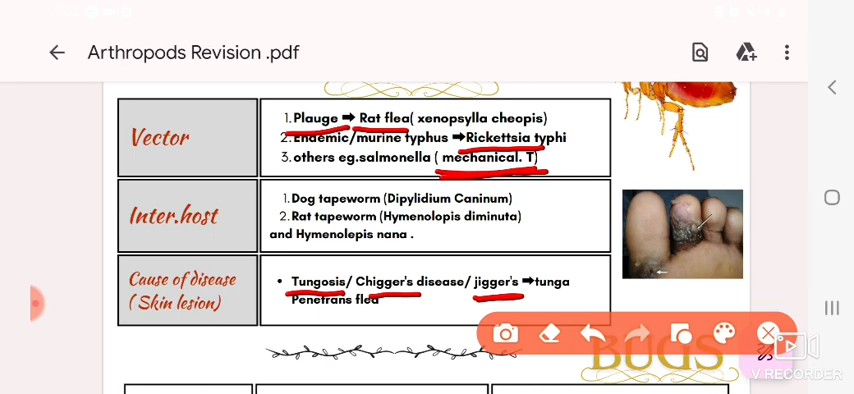 Arthropods Revision .pdf
Vector
1. Plauge ➡ Rat flea( xenopsylla cheopis)
2. Endemic/murine typhus ➡Rickettsia typhi
3. others eg.salmonella ( mechanical. T)
Inter.host
1. Dog tapeworm (Dipylidium Caninum)
2. Rat tapeworm (Hymenolopis diminuta)
and Hymenolepis nana .
Cause of disease
( Skin lesion)
• Tungosis/ Chigger's disease/ jigger's ➡tunga
Penetrans flea
BUGS
V RECORDER